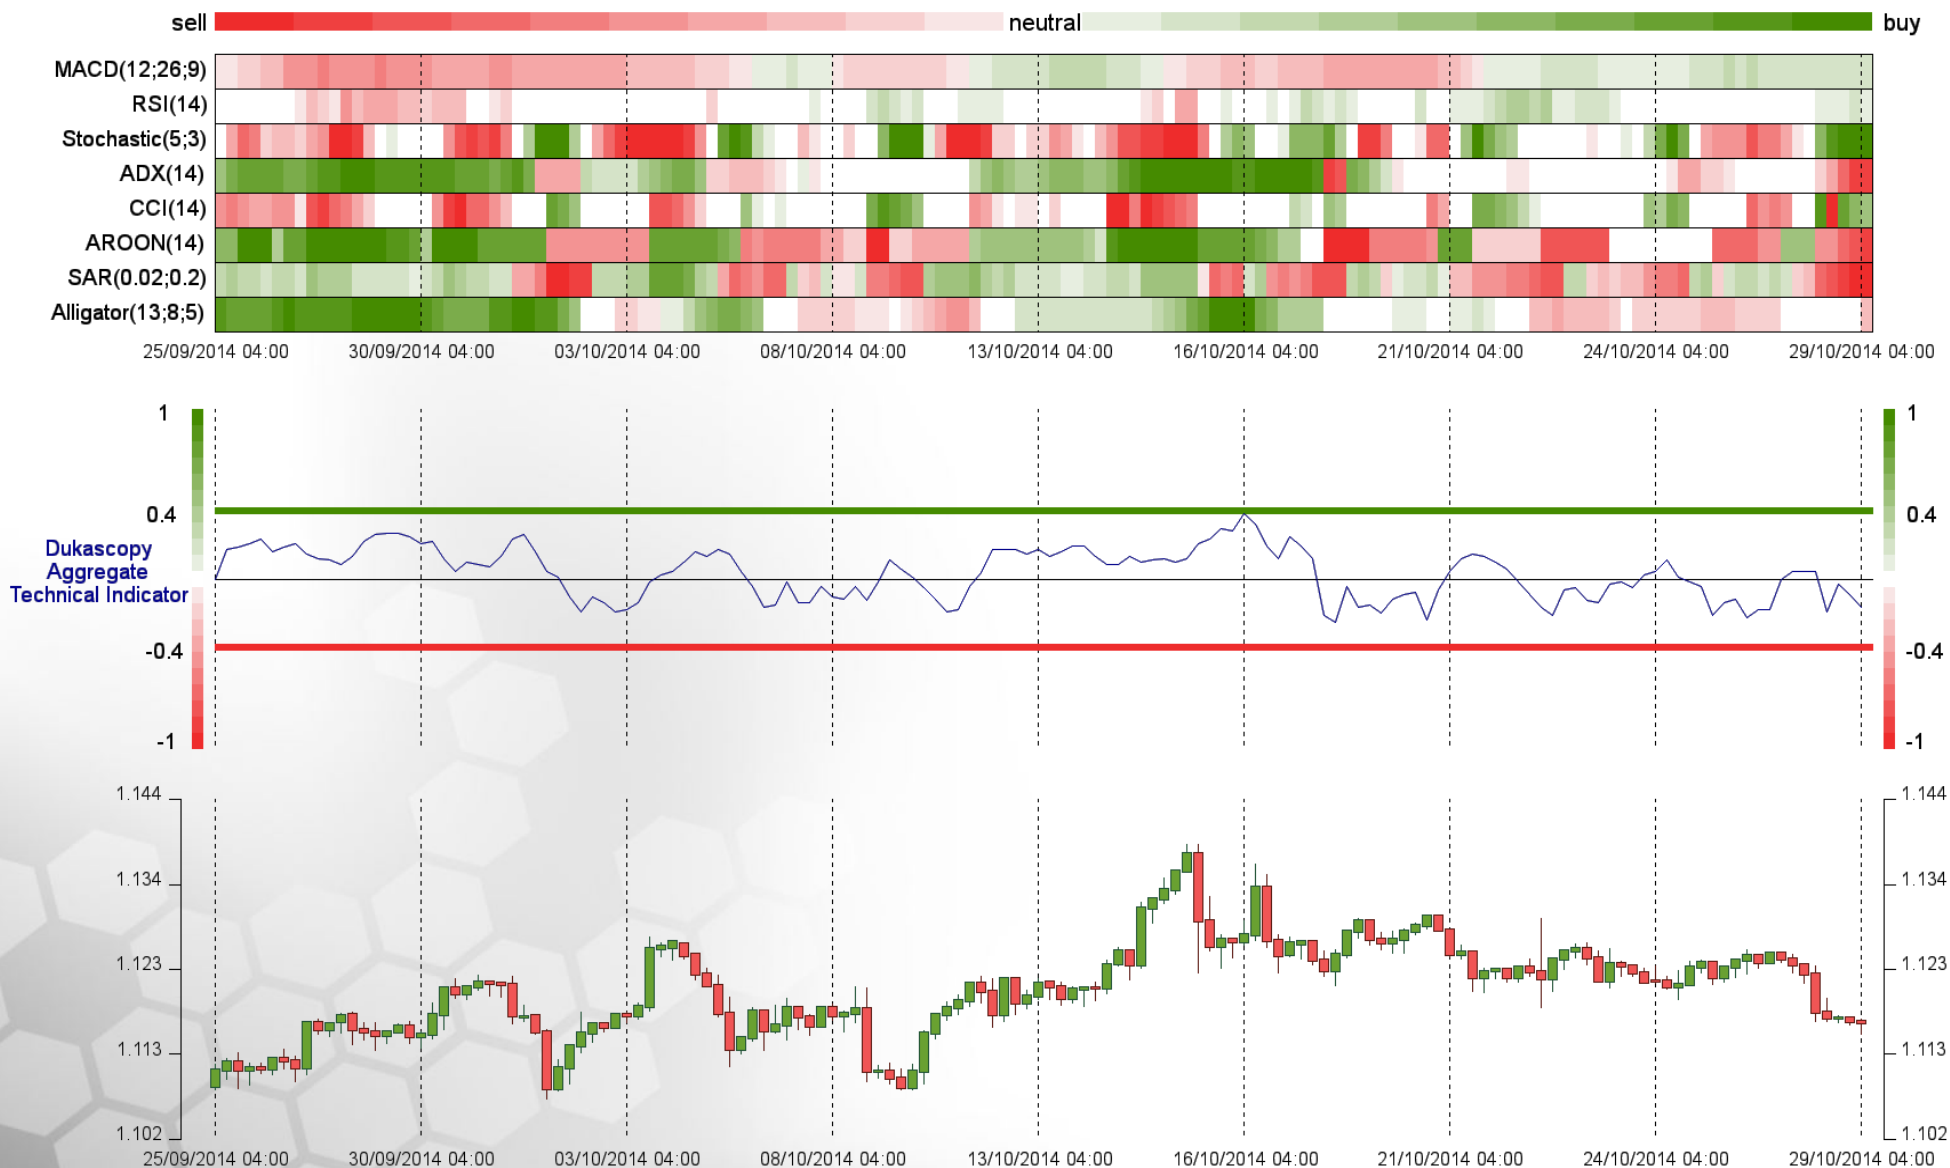 sell neutral buy
MACD(12;26;9)
RSI(14)
Stochastic(5;3)
ADX(14)
CCI(14)
AROON(14)
SAR(0.02;0.2)
Alligator(13;8;5)
25/09/2014 04:00 30/09/2014 04:00 03/10/2014 04:00 08/10/2014 04:00 13/10/2014 04:00 16/10/2014 04:00 21/10/2014 04:00 24/10/2014 04:00 29/10/2014 04:00
1 1
0.4 0.4
Dukascopy
Aggregate
Technical Indicator
-0.4 -0.4
-1 -1
1.144 1.144
1.134 1.134
1.123 1.123
1.113 1.113
1.102 1.102
25/09/2014 04:00 30/09/2014 04:00 03/10/2014 04:00 08/10/2014 04:00 13/10/2014 04:00 16/10/2014 04:00 21/10/2014 04:00 24/10/2014 04:00 29/10/2014 04:00